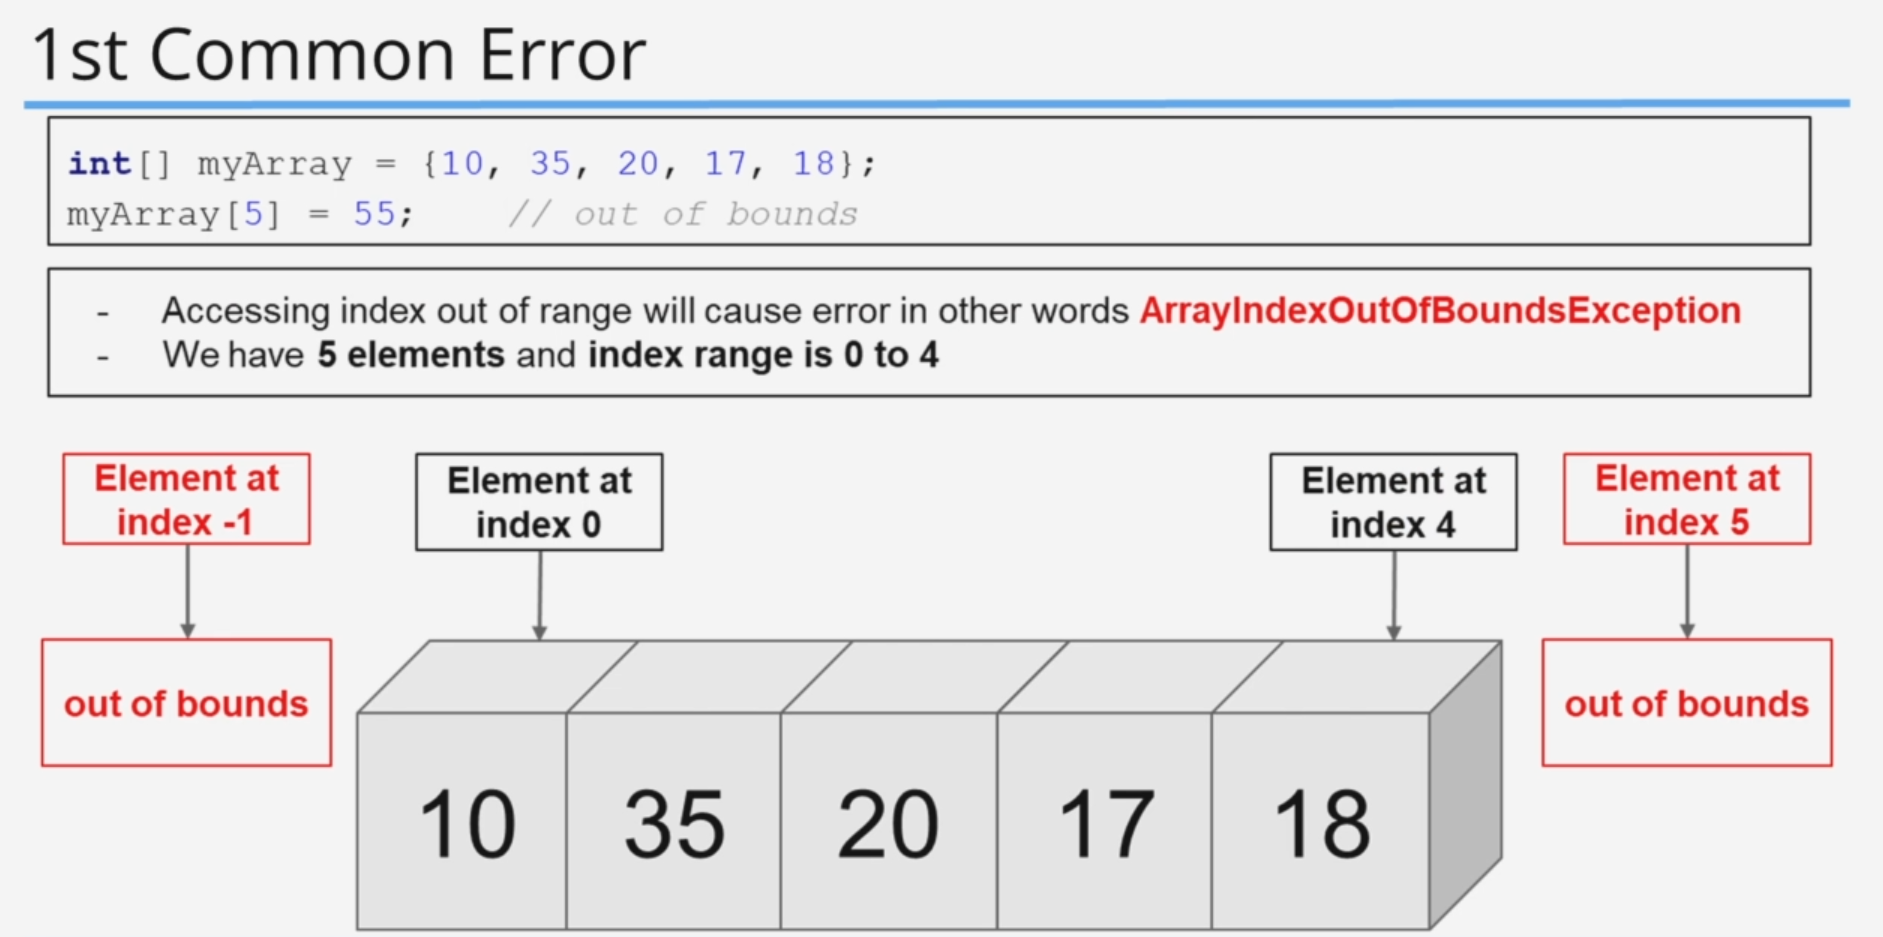 1st Common Error
int[] myArray = {10, 35, 20, 17, 18};
myArray[5] = 55;    // out of bounds
- Accessing index out of range will cause error in other words ArrayIndexOutOfBoundsException
- We have 5 elements and index range is 0 to 4
Element at
index -1
Element at
index 0
Element at
index 4
Element at
index 5
out of bounds
out of bounds
10 35 20 17 18